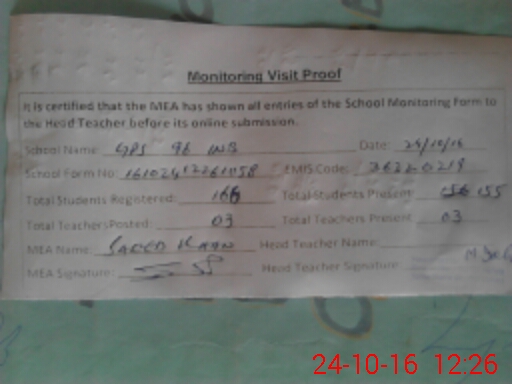 Monitoring Visit Proof
It is certified that the MEA has shown all entries of the School Monitoring Form to
the Head Teacher before its online submission.
School Name: GPS 96 Date: 24/10/16
School Form No: EMIS Code:
Total Students Registered: 166 Total Students Present: 155
Total Teachers Posted: 03 Total Teachers Present: 03
MEA Name: SAEED KHAN Head Teacher Name:
MEA Signature: Head Teacher Signature:
24-10-16 12:26